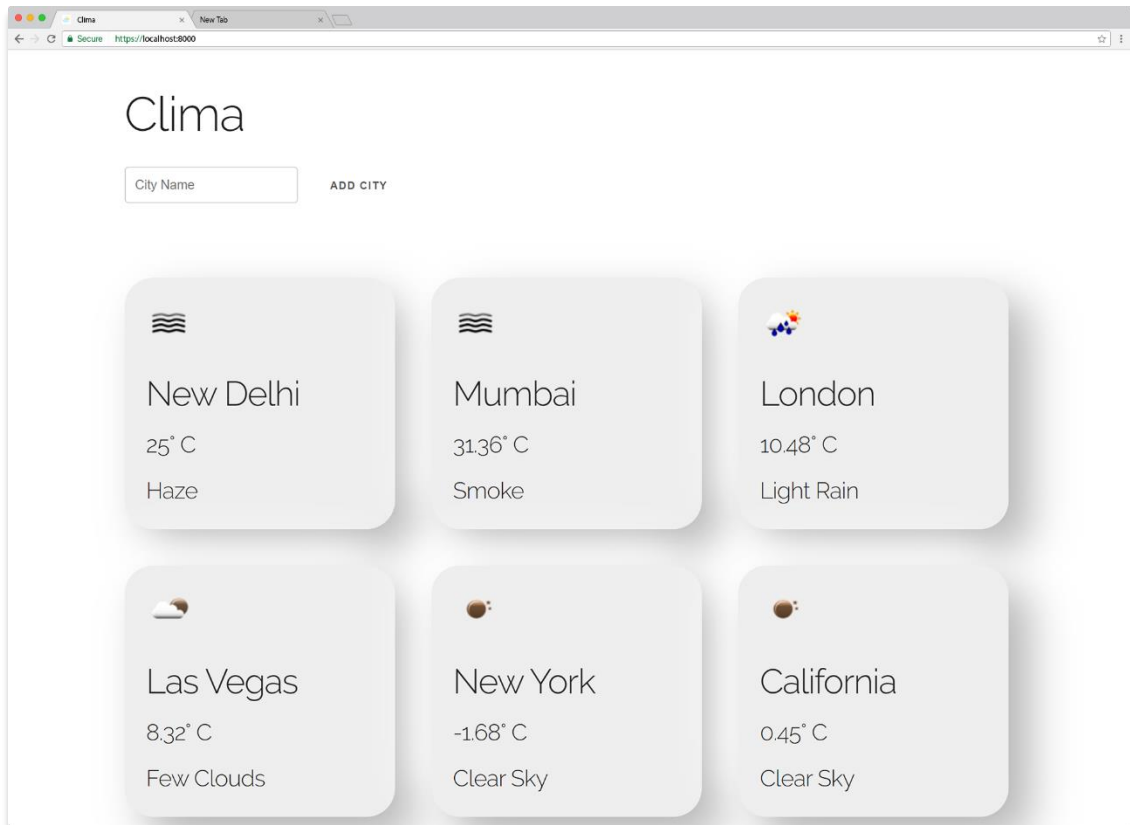 Clima
New Tab
Secure https://localhost:8000
Clima
City Name
ADD CITY
New Delhi
25° C
Haze
Mumbai
31.36° C
Smoke
London
10.48° C
Light Rain
Las Vegas
8.32° C
Few Clouds
New York
-1.68° C
Clear Sky
California
0.45° C
Clear Sky